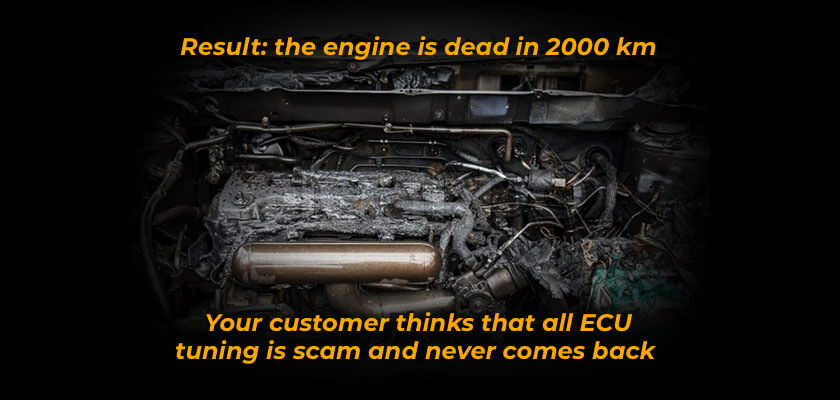 Result: the engine is dead in 2000 km
Your customer thinks that all ECU
tuning is scam and never comes back